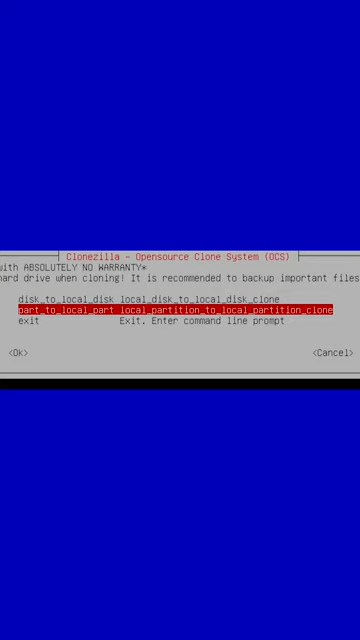 Clonezilla - Opensource Clone System (OCS)
with ABSOLUTELY NO WARRANTY*
hard drive when cloning! It is recommended to backup important files
disk_to_local_disk local_disk_to_local_disk_clone
part_to_local_part local_partition_to_local_partition_clone
exit Exit. Enter command line prompt
<Ok> <Cancel>